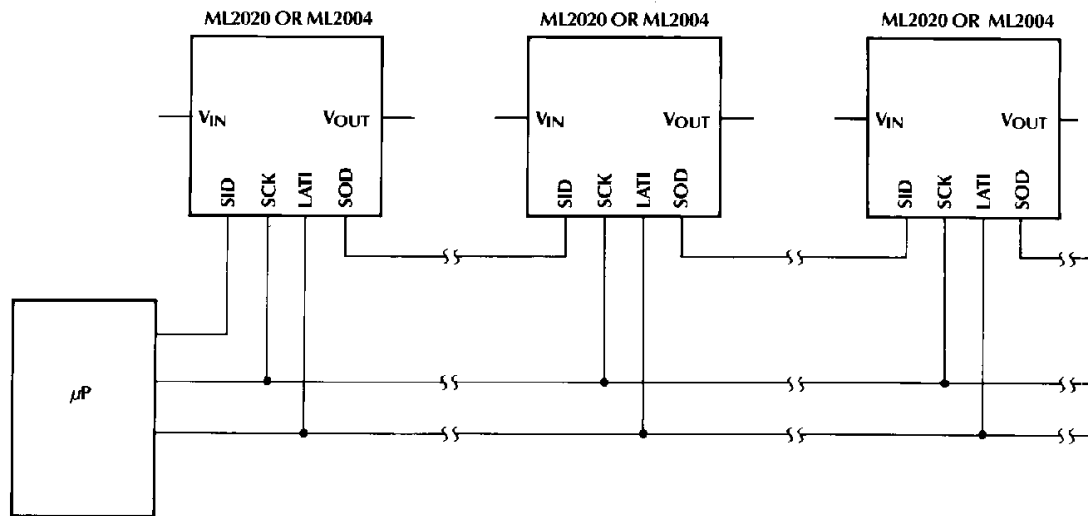 ML2020 OR ML2004
ML2020 OR ML2004
ML2020 OR ML2004
VIN
VOUT
VIN
VOUT
VIN
VOUT
SID
SCK
LATI
SOD
SID
SCK
LATI
SOD
SID
SCK
LATI
SOD
μP